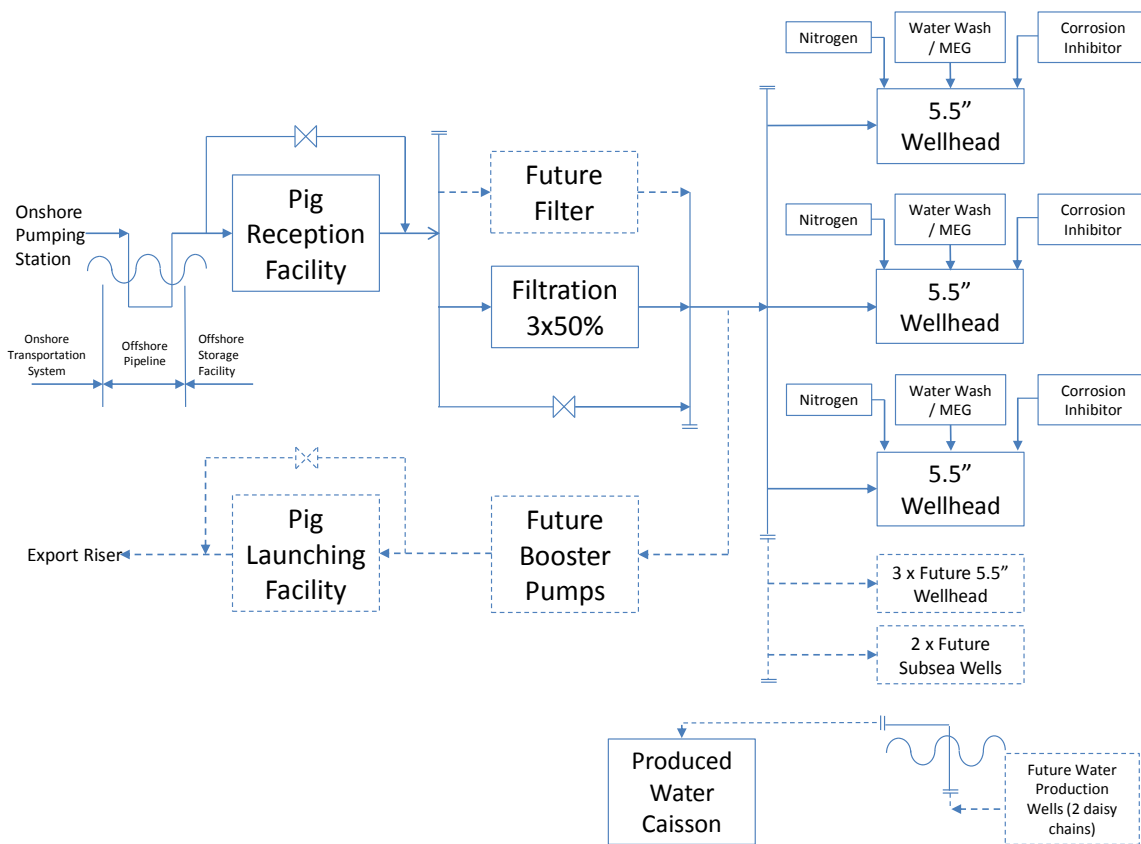 Nitrogen
Water Wash
/ MEG
Corrosion
Inhibitor
5.5”
Wellhead
Onshore
Pumping
Station
Pig
Reception
Facility
Future
Filter
Filtration
3x50%
Nitrogen
Water Wash
/ MEG
Corrosion
Inhibitor
5.5”
Wellhead
Onshore
Transportation
System
Offshore
Pipeline
Offshore
Storage
Facility
Nitrogen
Water Wash
/ MEG
Corrosion
Inhibitor
5.5”
Wellhead
Export Riser
Pig
Launching
Facility
Future
Booster
Pumps
3 x Future 5.5”
Wellhead
2 x Future
Subsea Wells
Produced
Water
Caisson
Future Water
Production
Wells (2 daisy
chains)